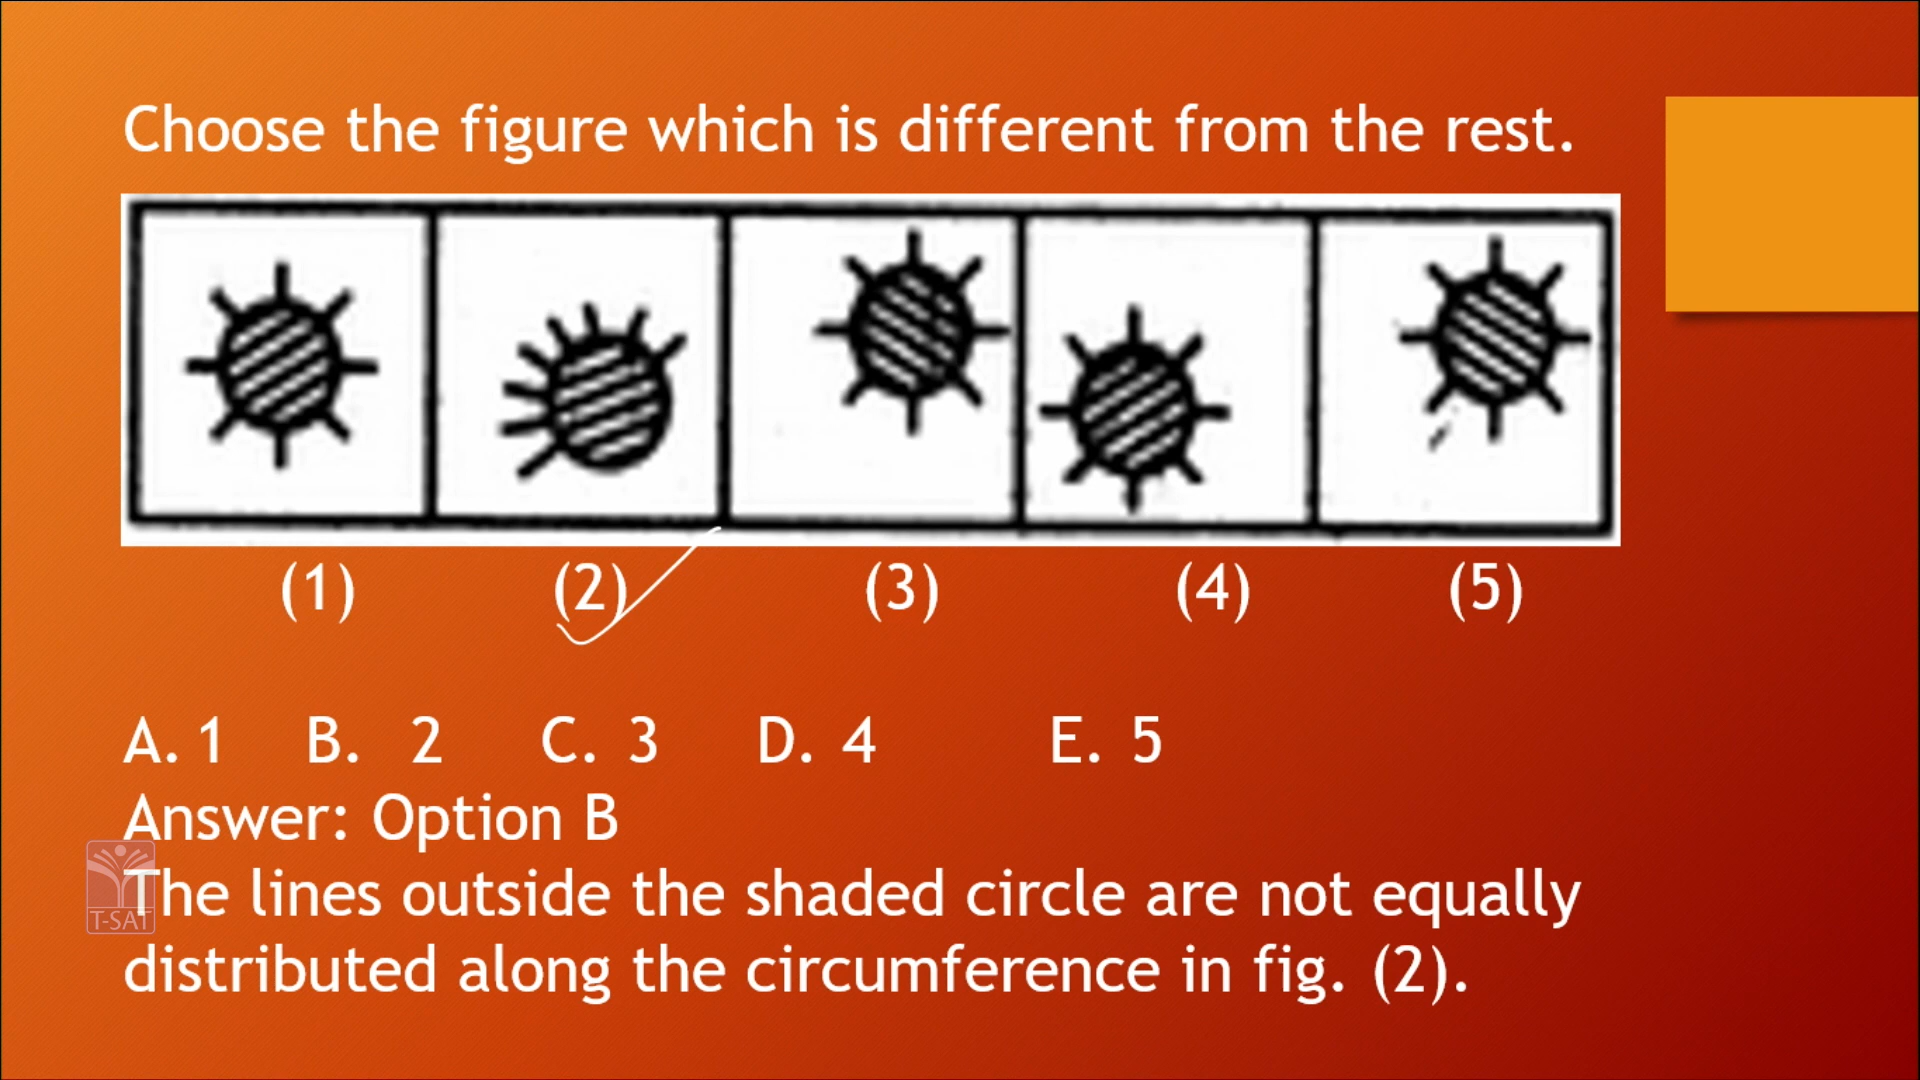 Choose the figure which is different from the rest.
(1) (2) (3) (4) (5)
A. 1 B. 2 C. 3 D. 4 E. 5
Answer: Option B
The lines outside the shaded circle are not equally
T-SAT
distributed along the circumference in fig. (2).